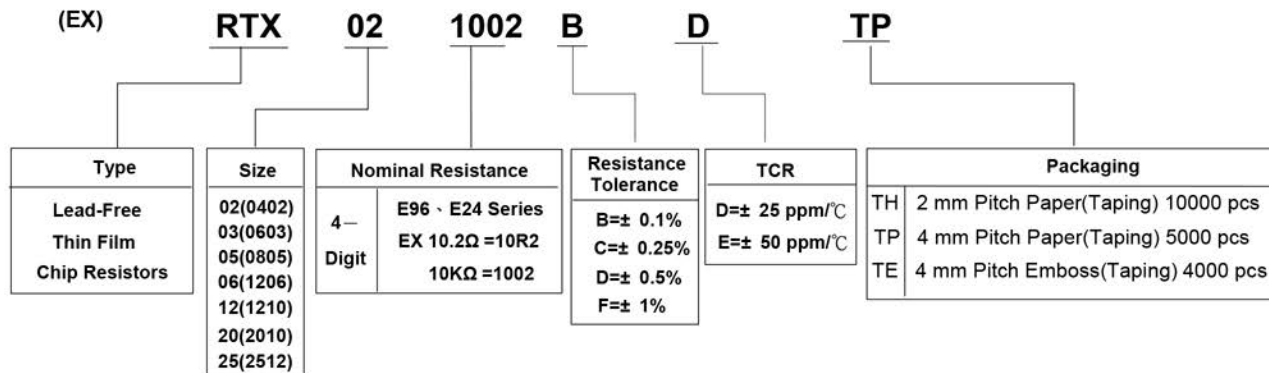 (EX) RTX 02 1002 B D TP
Type
Lead-Free
Thin Film
Chip Resistors
Size
02(0402)
03(0603)
05(0805)
06(1206)
12(1210)
20(2010)
25(2512)
Nominal Resistance
4－
Digit
E96、E24 Series
EX 10.2Ω =10R2
10KΩ =1002
Resistance
Tolerance
B=± 0.1%
C=± 0.25%
D=± 0.5%
F=± 1%
TCR
D=± 25 ppm/℃
E=± 50 ppm/℃
Packaging
TH 2 mm Pitch Paper(Taping) 10000 pcs
TP 4 mm Pitch Paper(Taping) 5000 pcs
TE 4 mm Pitch Emboss(Taping) 4000 pcs